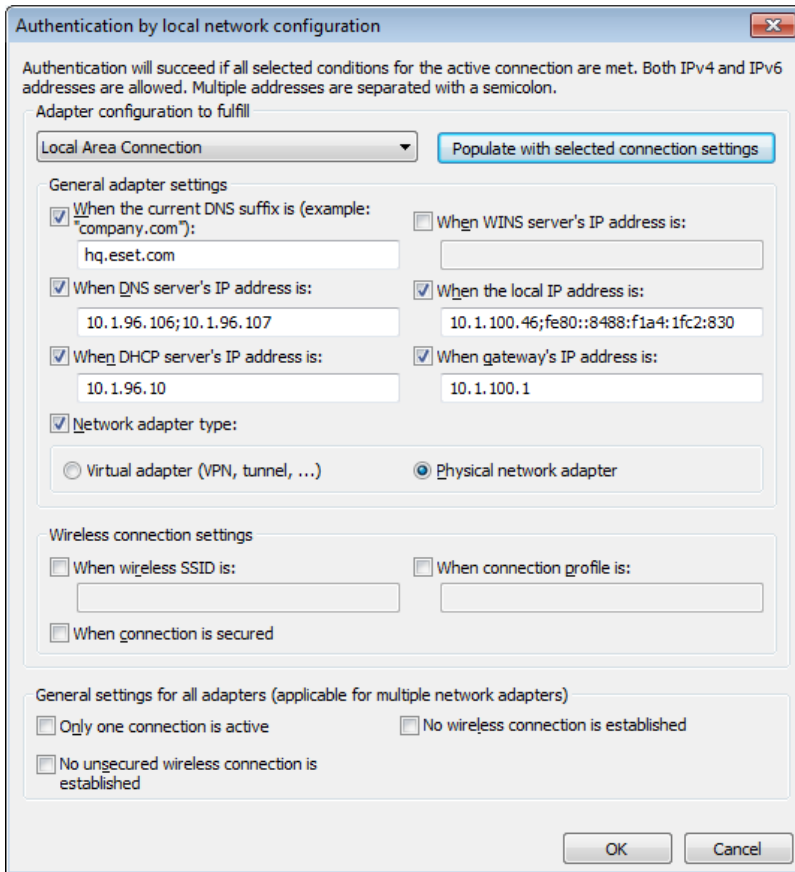 Authentication by local network configuration
Authentication will succeed if all selected conditions for the active connection are met. Both IPv4 and IPv6
addresses are allowed. Multiple addresses are separated with a semicolon.
Adapter configuration to fulfill
Local Area Connection
Populate with selected connection settings
General adapter settings
When the current DNS suffix is (example:
"company.com"):
When WINS server's IP address is:
hq.eset.com
When DNS server's IP address is:
When the local IP address is:
10.1.96.106;10.1.96.107
10.1.100.46;fe80::8488:f1a4:1fc2:830
When DHCP server's IP address is:
When gateway's IP address is:
10.1.96.10
10.1.100.1
Network adapter type:
Virtual adapter (VPN, tunnel, ...)
Physical network adapter
Wireless connection settings
When wireless SSID is:
When connection profile is:
When connection is secured
General settings for all adapters (applicable for multiple network adapters)
Only one connection is active
No wireless connection is established
No unsecured wireless connection is
established
OK
Cancel